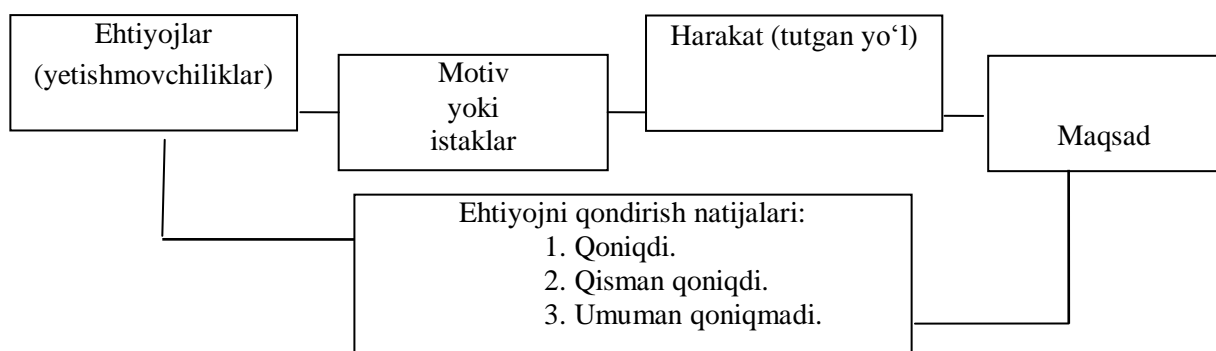 Ehtiyojlar
(yetishmovchiliklar)
Motiv
yoki
istaklar
Harakat (tutgan yo‘l)
Maqsad
Ehtiyojni qondirish natijalari:
1. Qoniqdi.
2. Qisman qoniqdi.
3. Umuman qoniqmadi.